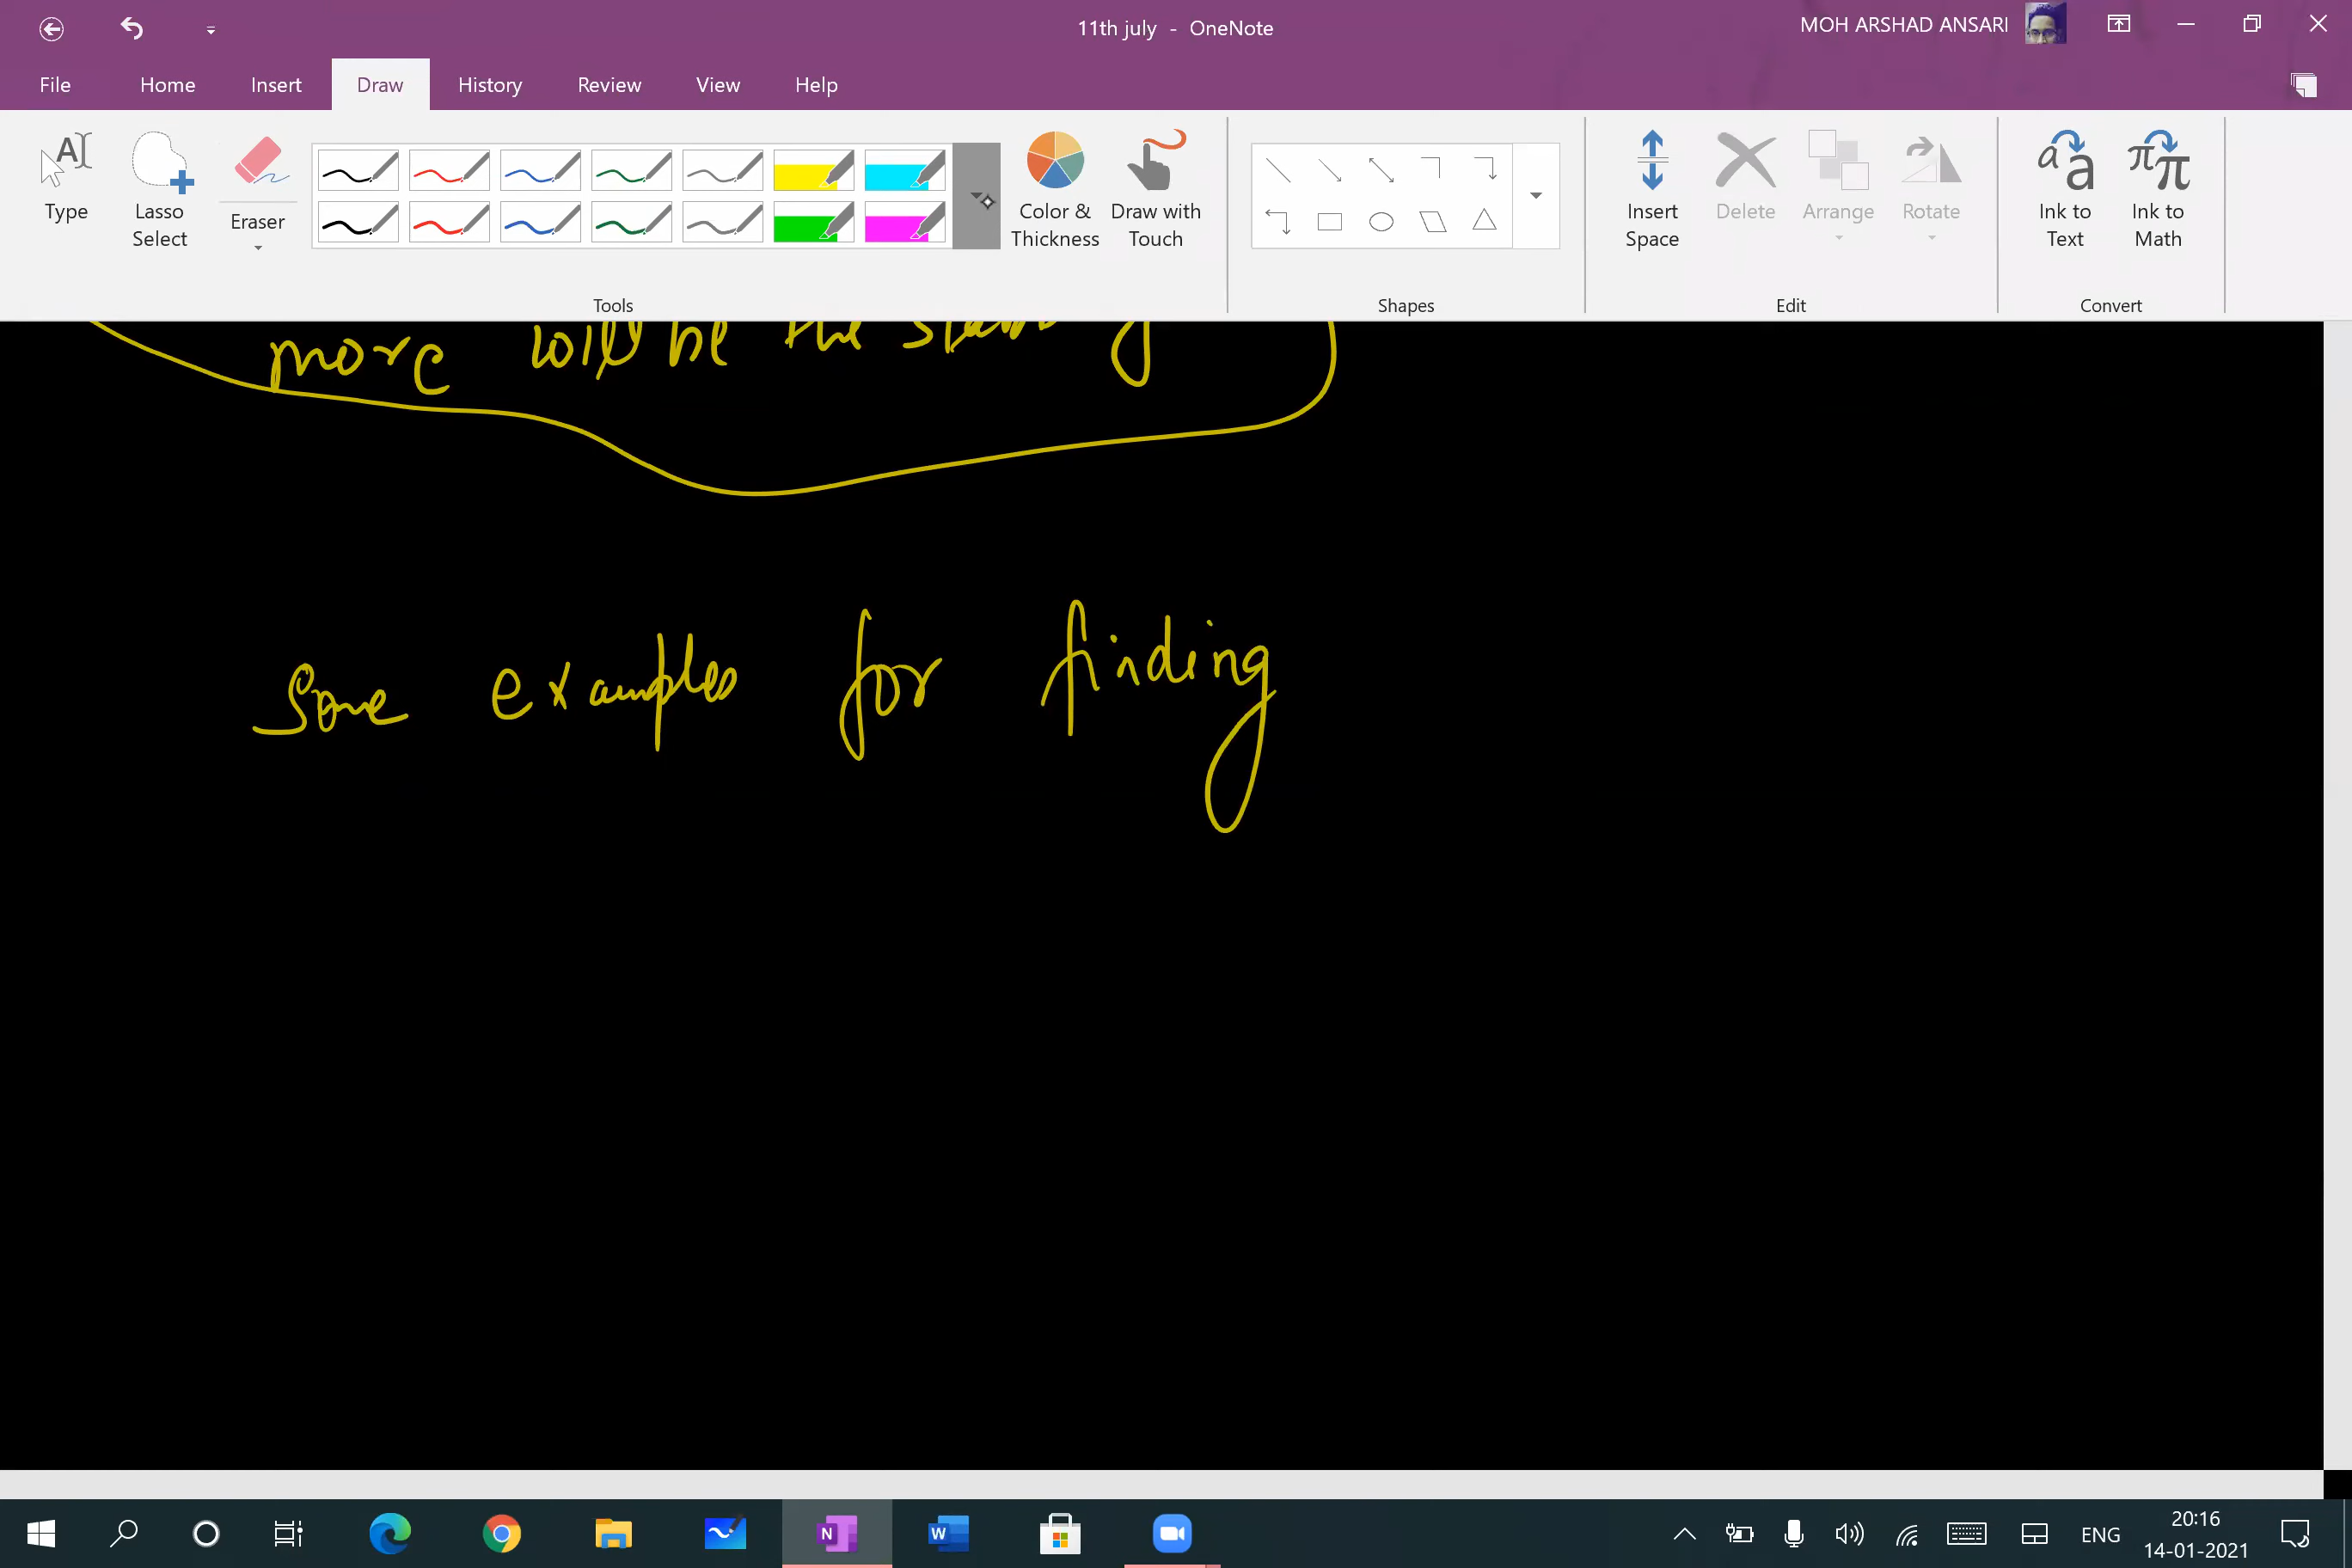 11th july - OneNote
MOH ARSHAD ANSARI
File Home Insert Draw History Review View Help
Type
Lasso Select
Eraser
Color & Thickness
Draw with Touch
Insert Space
Delete
Arrange
Rotate
Ink to Text
Ink to Math
Tools
Shapes
Edit
Convert
more will be the
Some examples for finding
ENG
20:16
14-01-2021